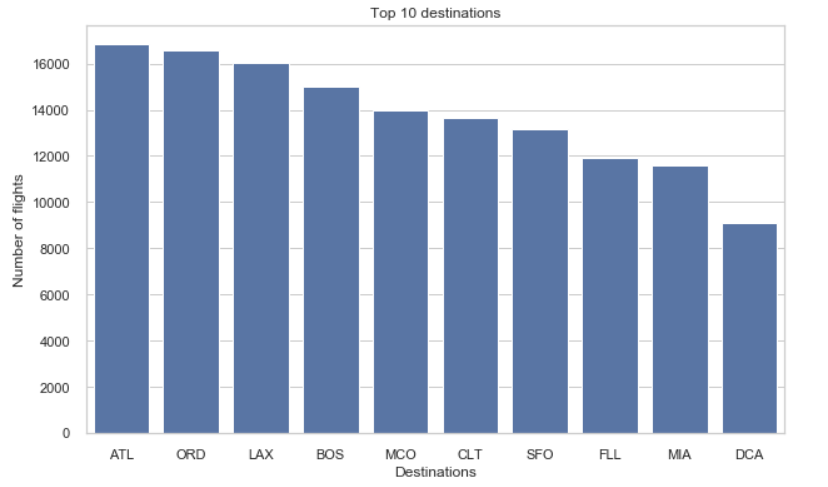 Top 10 destinations
16000
14000
12000
10000
8000
6000
4000
2000
0
Number of flights
ATL ORD LAX BOS MCO CLT SFO FLL MIA DCA
Destinations